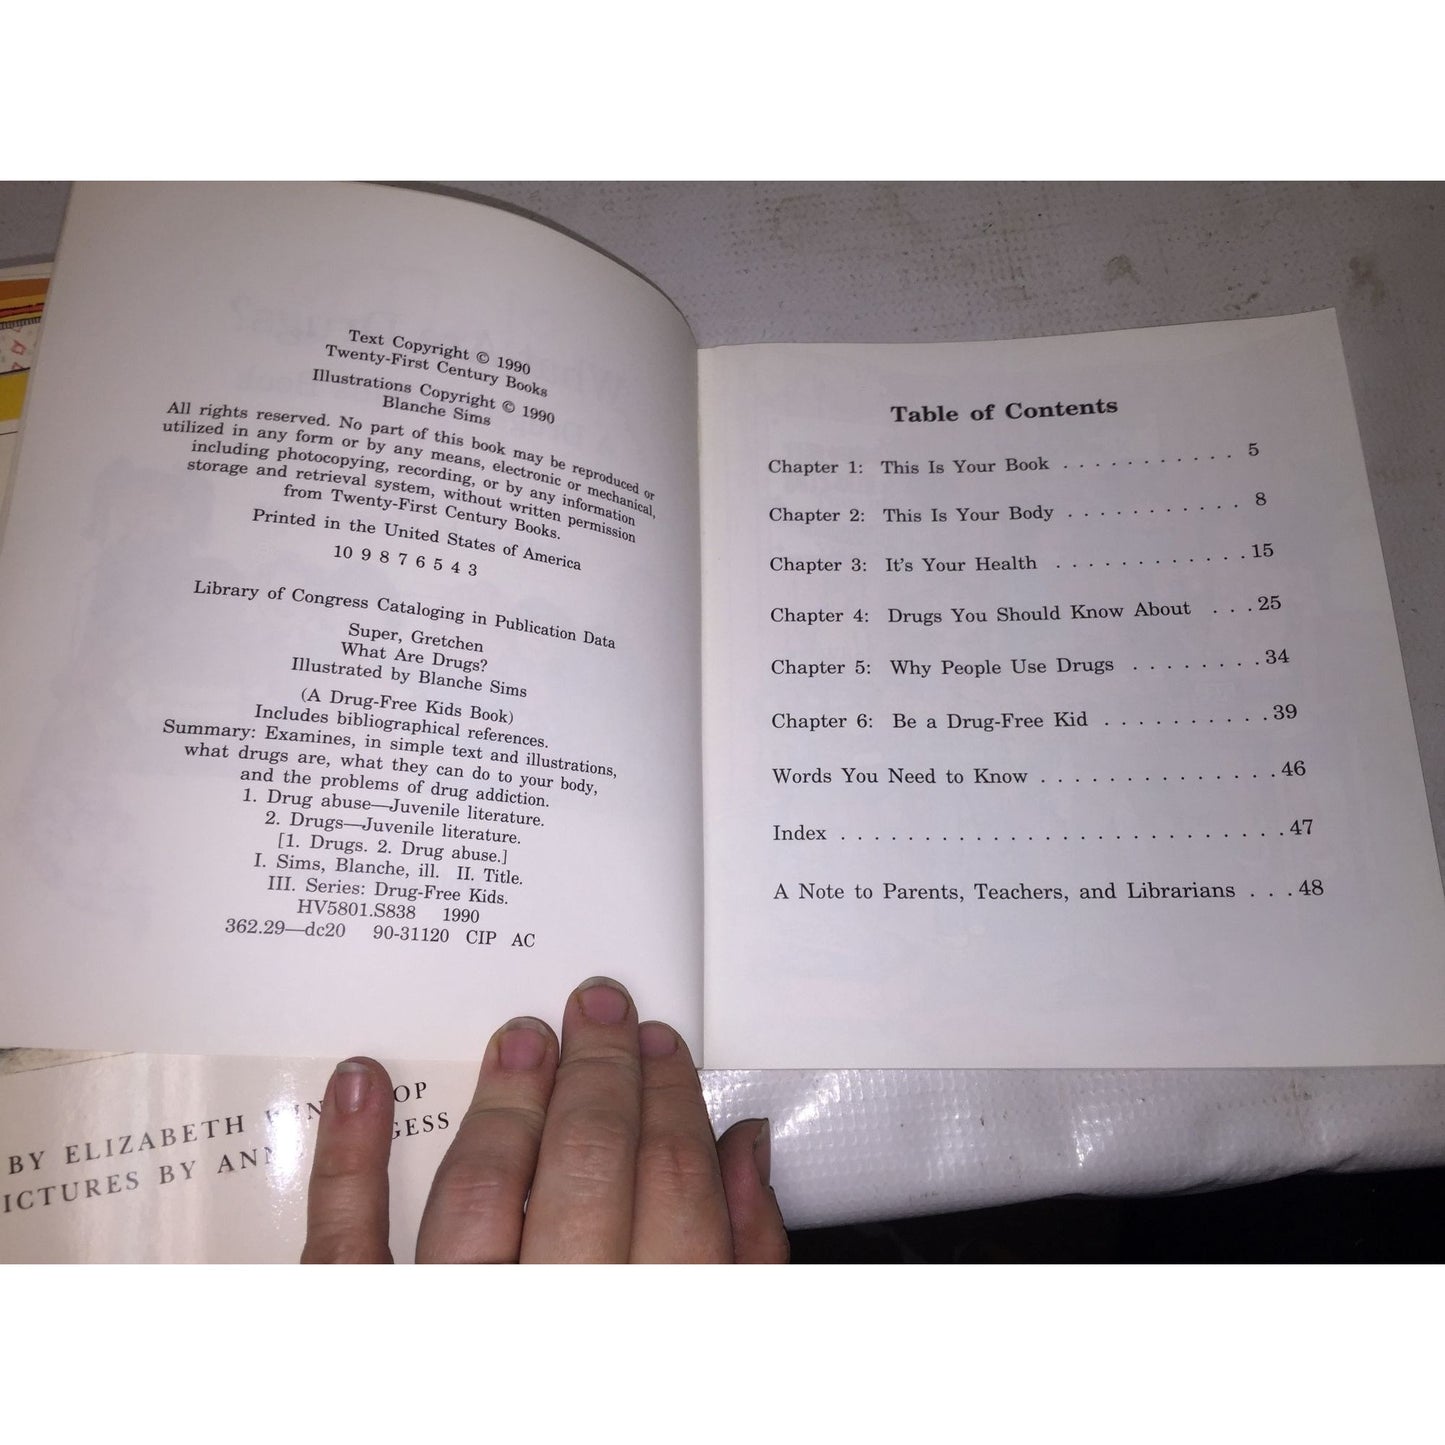 Text Copyright © 1990
Twenty-First Century Books
Illustrations Copyright © 1990
Blanche Sims
All rights reserved. No part of this book may be reproduced or
utilized in any form or by any means, electronic or mechanical,
including photocopying, recording, or by any information
storage and retrieval system, without written permission
from Twenty-First Century Books.
Printed in the United States of America
10 9 8 7 6 5 4 3
Library of Congress Cataloging in Publication Data
Super, Gretchen
What Are Drugs?
Illustrated by Blanche Sims
(A Drug-Free Kids Book)
Includes bibliographical references.
Summary: Examines, in simple text and illustrations,
what drugs are, what they can do to your body,
and the problems of drug addiction.
1. Drug abuse—Juvenile literature.
2. Drugs—Juvenile literature.
[1. Drugs. 2. Drug abuse.]
I. Sims, Blanche, ill. II. Title.
III. Series: Drug-Free Kids.
HV5801.S838 1990
362.29—dc20 90-31120 CIP AC
Table of Contents
Chapter 1: This Is Your Book . . . . . . . . . . . 5
Chapter 2: This Is Your Body . . . . . . . . . . . 8
Chapter 3: It's Your Health . . . . . . . . . . . . 15
Chapter 4: Drugs You Should Know About . . . 25
Chapter 5: Why People Use Drugs . . . . . . . . 34
Chapter 6: Be a Drug-Free Kid . . . . . . . . . . 39
Words You Need to Know . . . . . . . . . . . . . . 46
Index . . . . . . . . . . . . . . . . . . . . . . . . . . . 47
A Note to Parents, Teachers, and Librarians . . . 48
BY ELIZABETH
ICTURES BY